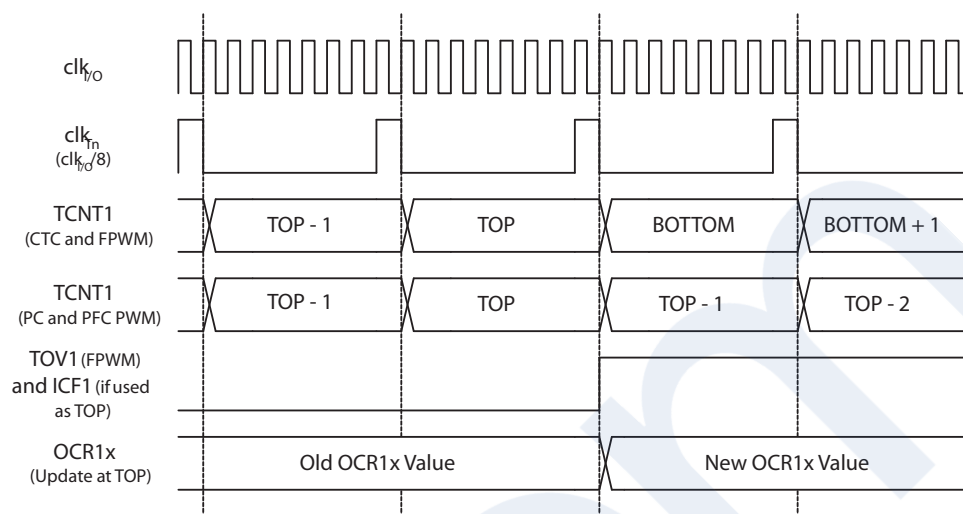 clkI/O
clkTn
(clkI/O/8)
TCNT1
(CTC and FPWM)
TOP - 1
TOP
BOTTOM
BOTTOM + 1
TCNT1
(PC and PFC PWM)
TOP - 1
TOP
TOP - 1
TOP - 2
TOV1 (FPWM)
and ICF1 (if used
as TOP)
OCR1x
(Update at TOP)
Old OCR1x Value
New OCR1x Value